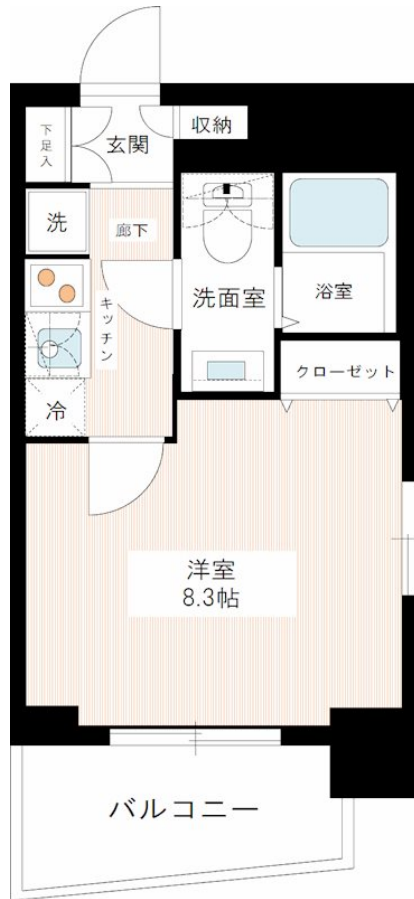 下足入
玄関
収納
洗
廊下
キッチン
洗面室
浴室
クローゼット
冷
洋室
8.3帖
バルコニー